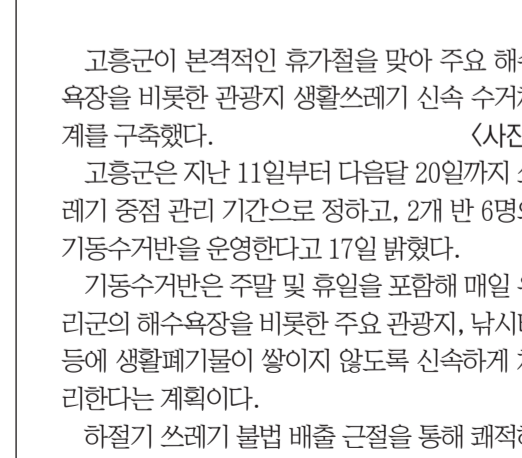 고흥군이 본격적인 휴가철을 맞아 주요
욕장을 비롯한 관광지 생활쓰레기 신속
계를 구축했다. 〈사진
고흥군은 지난 11일부터 다음달 20일까지
레기 중점 관리 기간으로 정하고, 2개 반 6명
기동수거반을 운영한다고 17일 밝혔다.
기동수거반은 주말 및 휴일을 포함해 매일
리군의 해수욕장을 비롯한 주요 관광지,
등에 생활폐기물이 쌓이지 않도록 신속하게
리한다는 계획이다.
하절기 쓰레기 불법 배출 근절을 통해